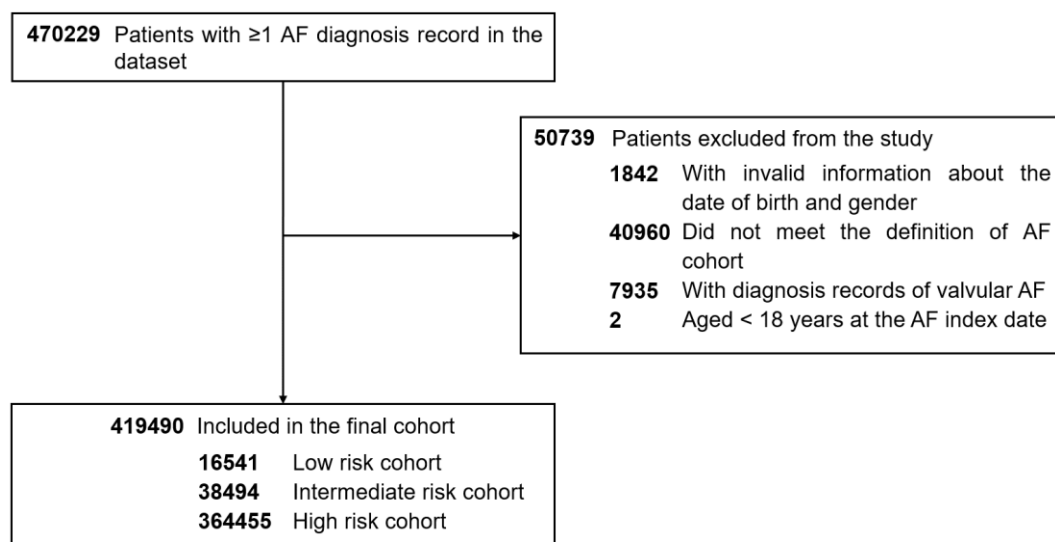 470229 Patients with ≥1 AF diagnosis record in the
dataset
50739 Patients excluded from the study
1842 With invalid information about the
date of birth and gender
40960 Did not meet the definition of AF
cohort
7935 With diagnosis records of valvular AF
2 Aged < 18 years at the AF index date
419490 Included in the final cohort
16541 Low risk cohort
38494 Intermediate risk cohort
364455 High risk cohort